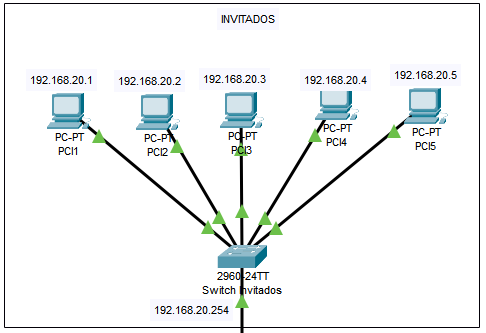 INVITADOS
192.168.20.1
192.168.20.2
192.168.20.3
192.168.20.4
192.168.20.5
PC-PT
PCI1
PC-PT
PCI2
PC-PT
PCI3
PC-PT
PCI4
PC-PT
PCI5
2960-24TT
Switch Invitados
192.168.20.254